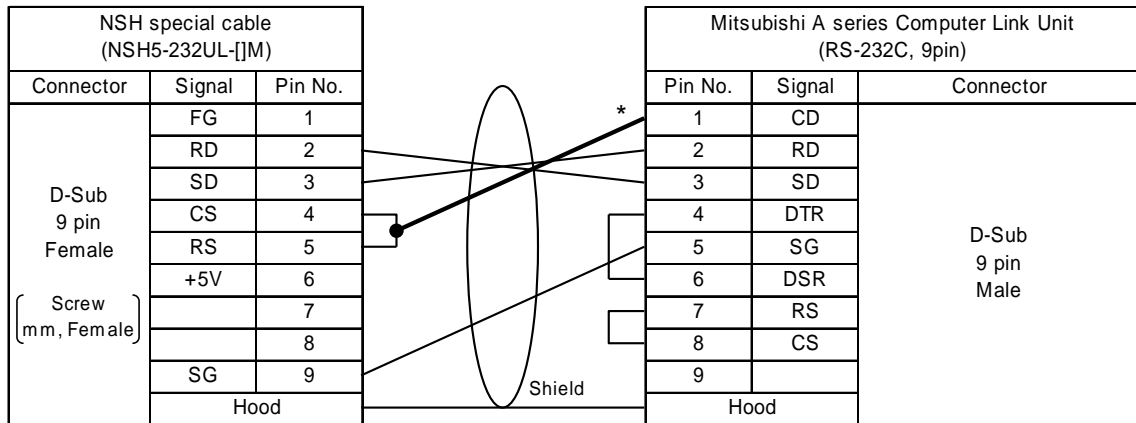 NSH special cable
(NSH5-232UL-[]M)
Mitsubishi A series Computer Link Unit
(RS-232C, 9pin)
Connector Signal Pin No.
Pin No. Signal Connector
D-Sub
9 pin
Female
Screw
mm, Female
FG 1
RD 2
SD 3
CS 4
RS 5
+5V 6
7
8
SG 9
Hood
*
Shield
1 CD
2 RD
3 SD
4 DTR
5 SG
6 DSR
7 RS
8 CS
9
Hood
D-Sub
9 pin
Male